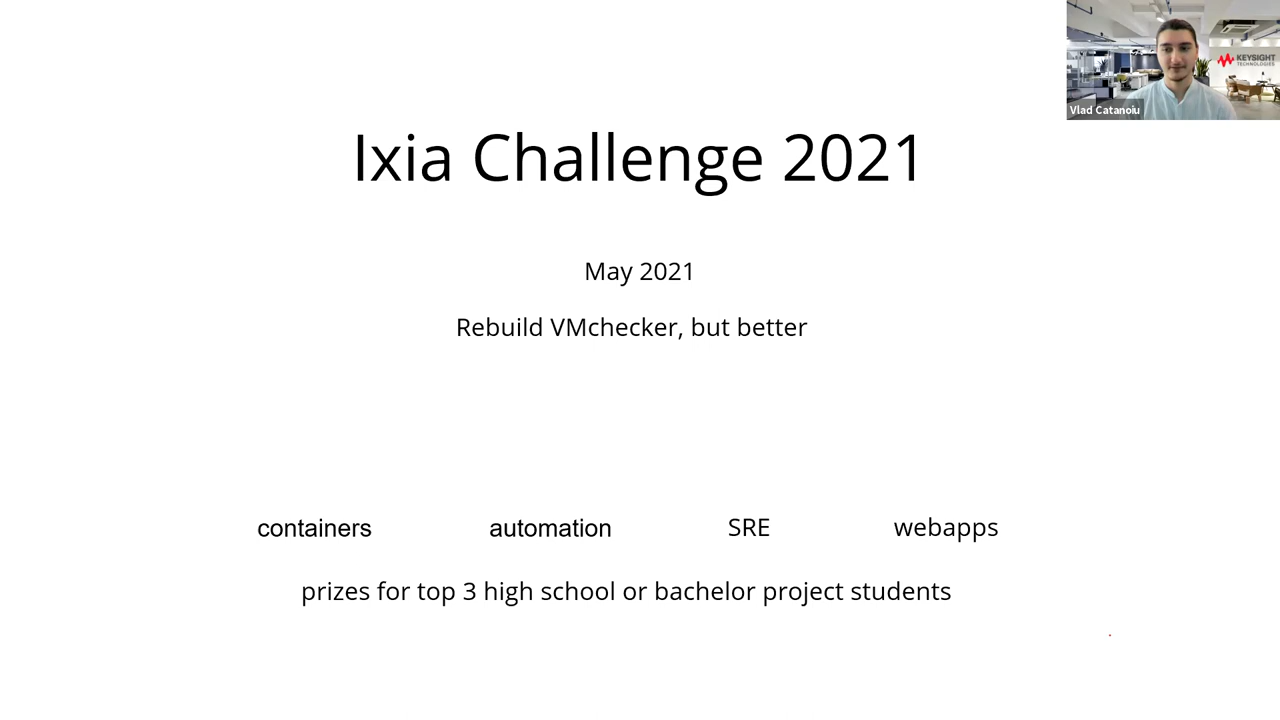 KEYSIGHT
TECHNOLOGIES
Vlad Catanoiu
Ixia Challenge 2021
May 2021
Rebuild VMchecker, but better
containers automation SRE webapps
prizes for top 3 high school or bachelor project students